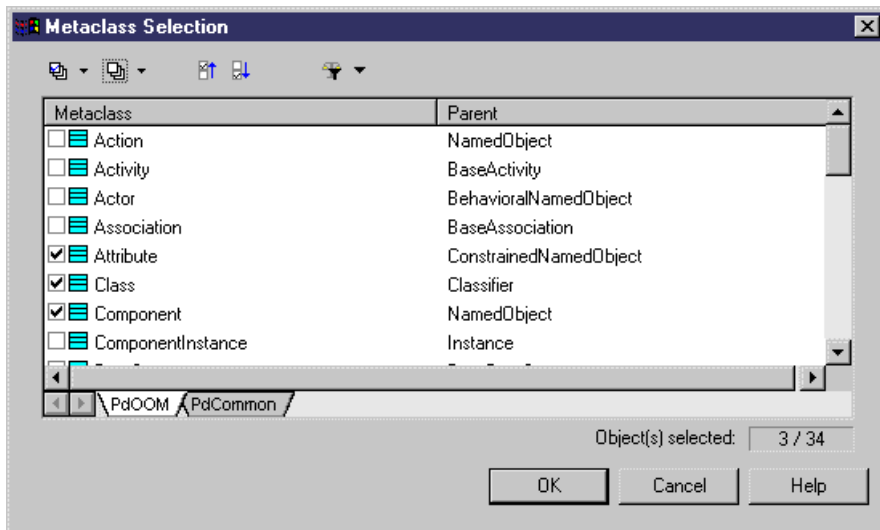 Metaclass Selection
Metaclass Parent
Action NamedObject
Activity BaseActivity
Actor BehavioralNamedObject
Association BaseAssociation
Attribute ConstrainedNamedObject
Class Classifier
Component NamedObject
ComponentInstance Instance
PdOOM PdCommon
Object(s) selected: 3 / 34
OK Cancel Help